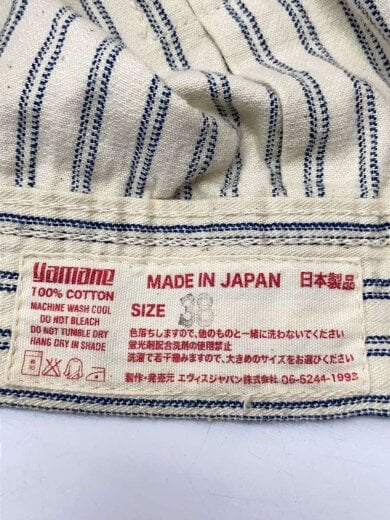 Yamane
MADE IN JAPAN 日本製品
100% COTTON
MACHINE WASH COOL
DO NOT BLEACH
DO NOT TUMBLE DRY
HANG DRY IN SHADE
SIZE 38
色落ちしますので、他のものと一緒に洗わないでください
蛍光剤配合洗剤の使用禁止
洗濯で若干縮みますので、大きめのサイズをお選びください
製作・発売元 エヴィスジャパン株式会社 06-5244-1993